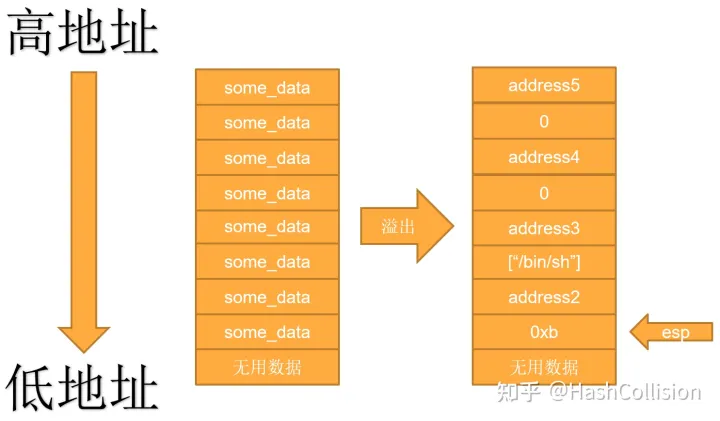 高地址
some_data
some_data
some_data
some_data
some_data
some_data
some_data
some_data
无用数据
低地址
溢出
address5
0
address4
0
address3
[“/bin/sh”]
address2
0xb
无用数据
esp
知乎 @HashCollision